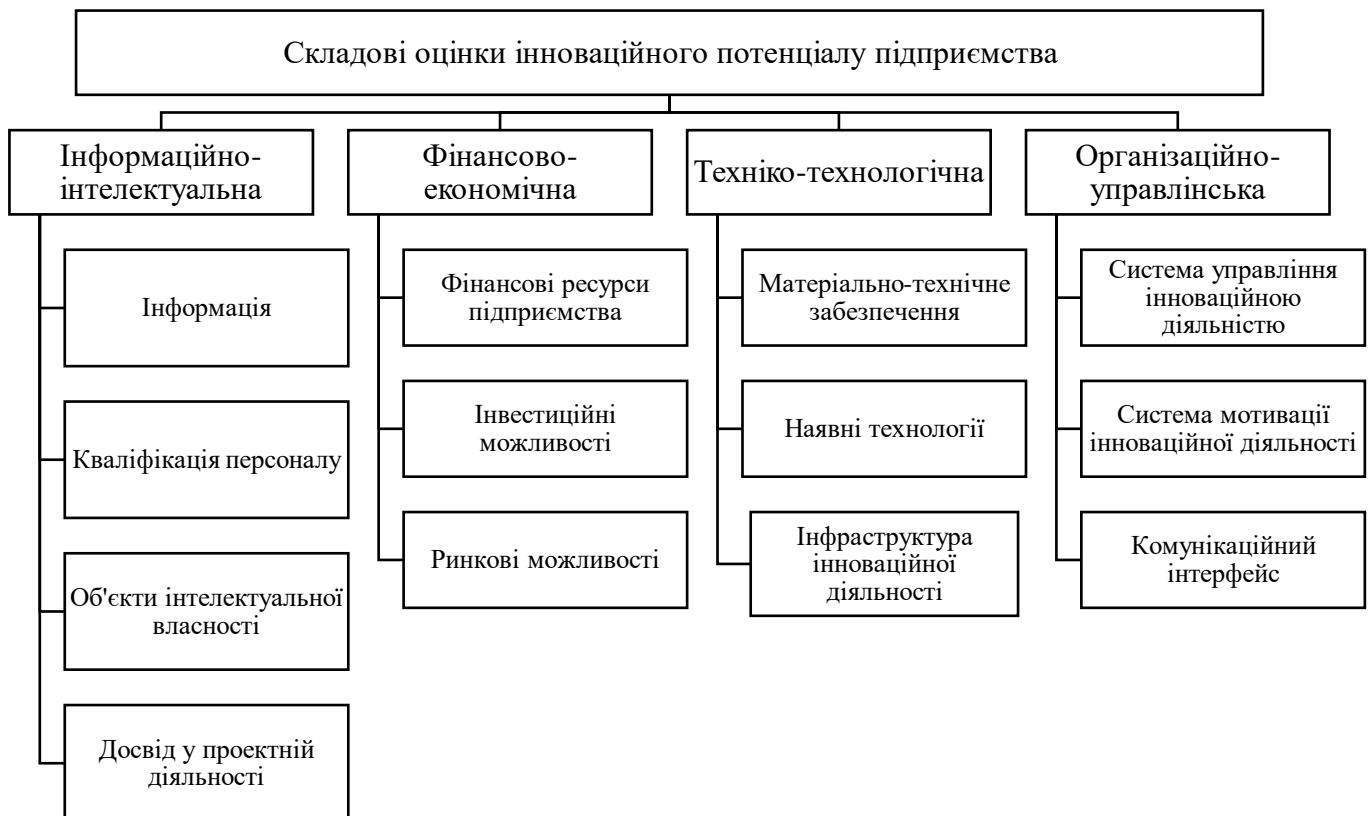 Складові оцінки інноваційного потенціалу підприємства
Інформаційно-
інтелектуальна
Інформація
Кваліфікація персоналу
Об'єкти інтелектуальної
власності
Досвід у проектній
діяльності
Фінансово-
економічна
Фінансові ресурси
підприємства
Інвестиційні
можливості
Ринкові можливості
Техніко-технологічна
Матеріально-технічне
забезпечення
Наявні технології
Інфраструктура
інноваційної
діяльності
Організаційно-
управлінська
Система управління
інноваційною
діяльністю
Система мотивації
інноваційної діяльності
Комунікаційний
інтерфейс